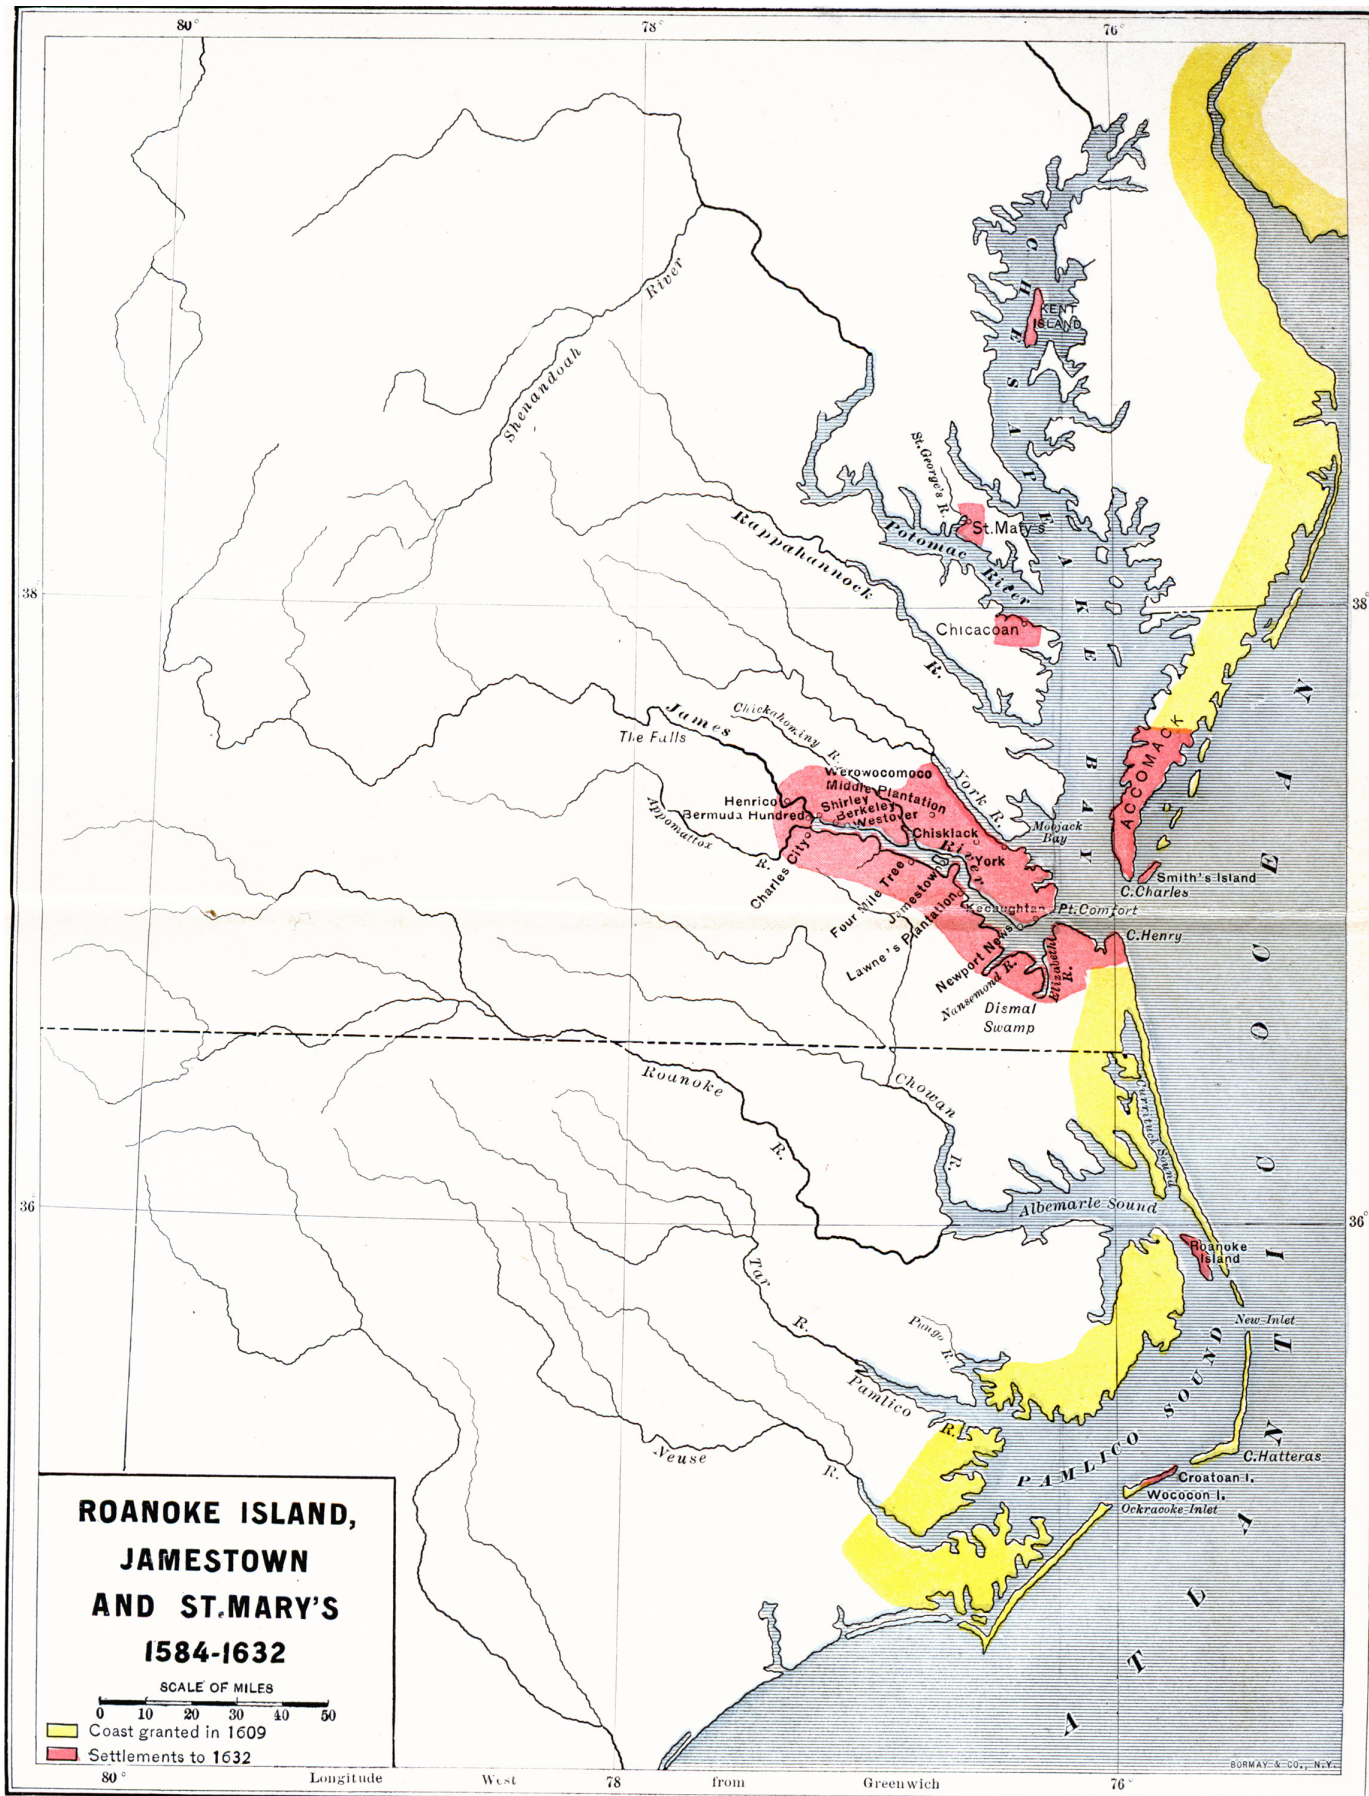 80°
78°
76°
CHESAPEAKE BAY
KENT
ISLAND
Shenandoah River
St. George's R.
St. Mary's
Potomac River
Rappahannock R.
38°
38°
Chicacoan
James River
The Falls
Chickahominy R.
Werowocomoco
Middle Plantation
York R.
Henrico
Shirley
Berkeley
Bermuda Hundred
Westover
Appomattox R.
Chisklack
Mobjack
Bay
ACCOMACK
York
Charles City
Four Mile Tree
Jamestown
Smith's Island
C. Charles
Lawne's Plantation
Kecaughtan
Pt. Comfort
C. Henry
Newport News
Nansemond R.
Elizabeth R.
Dismal
Swamp
Roanoke R.
Chowan R.
Currituck Sound
36°
36°
Albemarle Sound
Roanoke
Island
Tar R.
Pungo R.
New Inlet
Pamlico R.
PAMLICO SOUND
Neuse R.
C. Hatteras
Croatoan I.
Wococon I.
Ockracoke Inlet
ATLANTIC OCEAN
ROANOKE ISLAND,
JAMESTOWN
AND ST. MARY'S
1584-1632
SCALE OF MILES
0 10 20 30 40 50
Coast granted in 1609
Settlements to 1632
BORMAY & CO., N.Y.
80° Longitude West 78 from Greenwich 76°